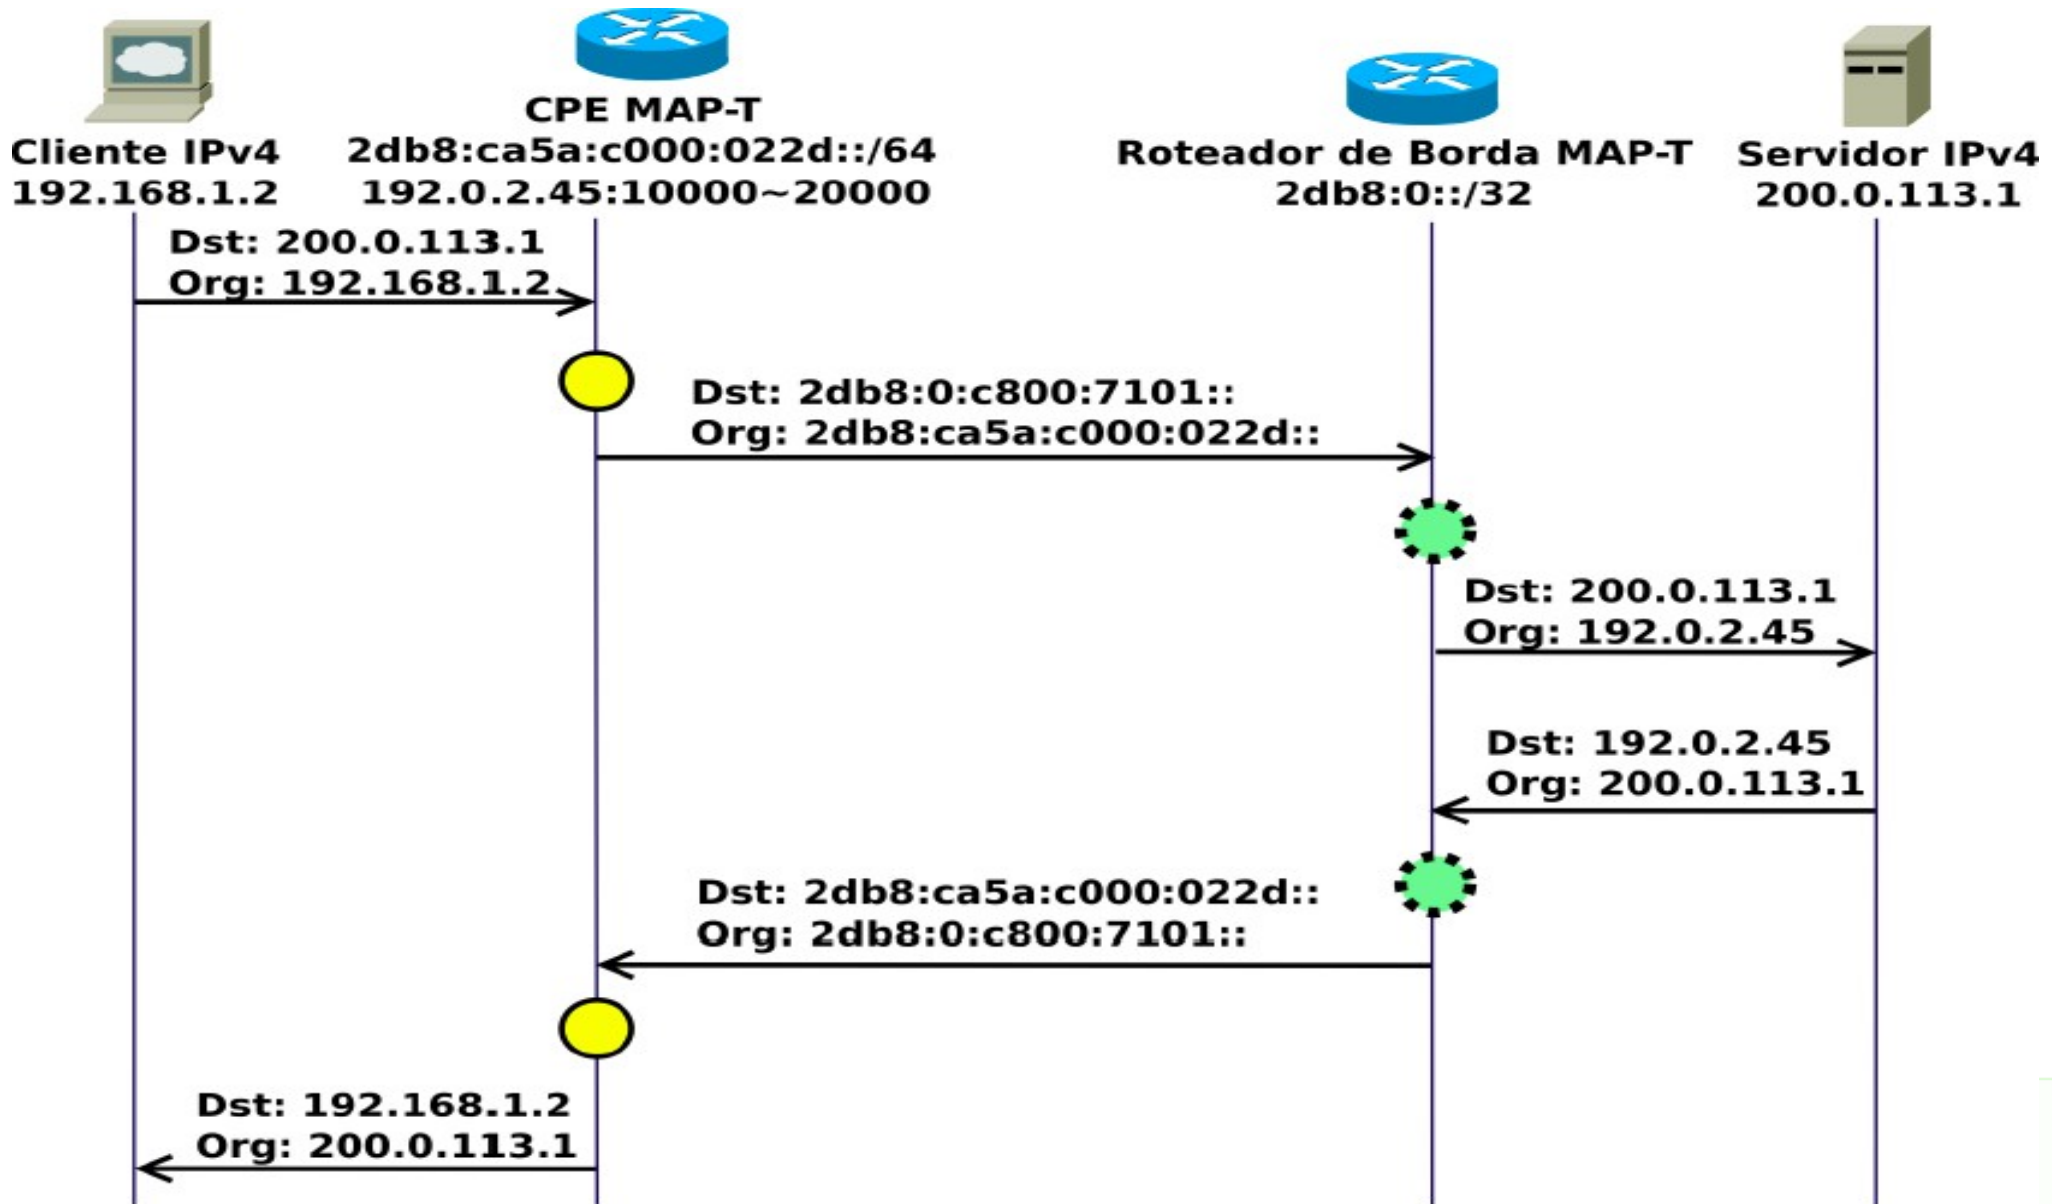 CPE MAP-T
2db8:ca5a:c000:022d::/64
192.0.2.45:10000~20000
Cliente IPv4
192.168.1.2
Roteador de Borda MAP-T
2db8:0::/32
Servidor IPv4
200.0.113.1
Dst: 200.0.113.1
Org: 192.168.1.2
Dst: 2db8:0:c800:7101::
Org: 2db8:ca5a:c000:022d::
Dst: 200.0.113.1
Org: 192.0.2.45
Dst: 192.0.2.45
Org: 200.0.113.1
Dst: 2db8:ca5a:c000:022d::
Org: 2db8:0:c800:7101::
Dst: 192.168.1.2
Org: 200.0.113.1